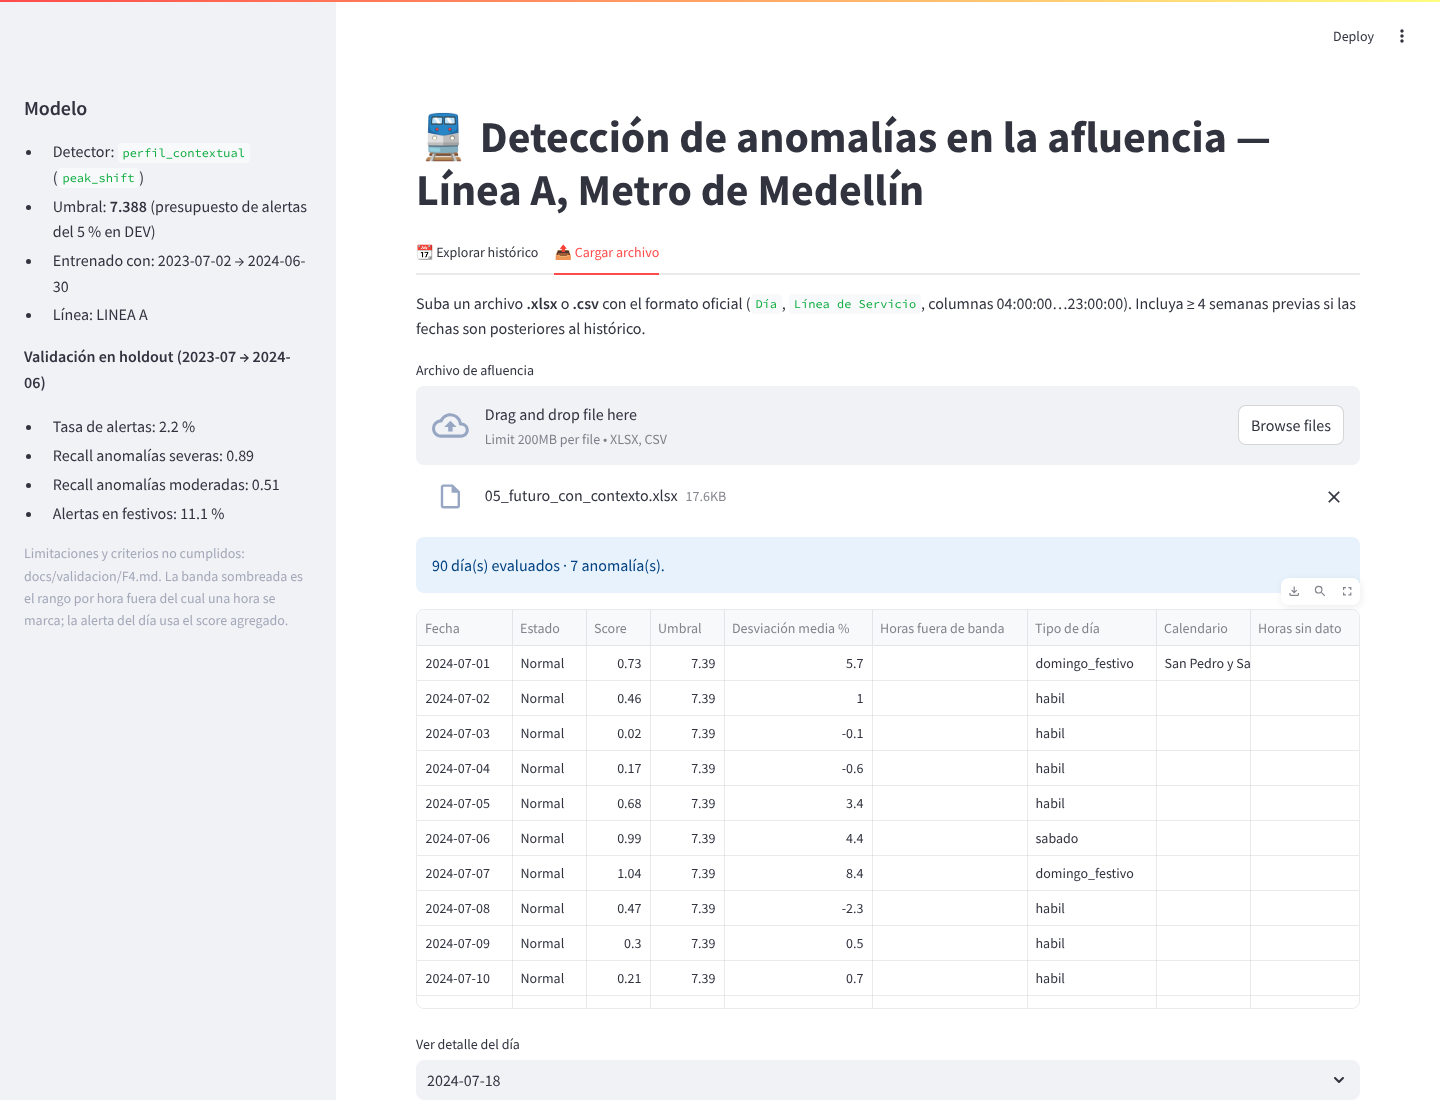 Deploy
Modelo
Detector: perfil_contextual
( peak_shift )
Umbral: 7.388 (presupuesto de alertas
del 5 % en DEV)
Entrenado con: 2023-07-02 → 2024-06-
30
Línea: LINEA A
Validación en holdout (2023-07 → 2024-
06)
Tasa de alertas: 2.2 %
Recall anomalías severas: 0.89
Recall anomalías moderadas: 0.51
Alertas en festivos: 11.1 %
Limitaciones y criterios no cumplidos:
docs/validacion/F4.md. La banda sombreada es
el rango por hora fuera del cual una hora se
marca; la alerta del día usa el score agregado.
Detección de anomalías en la afluencia —
Línea A, Metro de Medellín
Explorar histórico Cargar archivo
Suba un archivo .xlsx o .csv con el formato oficial ( Día , Línea de Servicio , columnas 04:00:00…23:00:00). Incluya ≥ 4 semanas previas si las
fechas son posteriores al histórico.
Archivo de afluencia
Drag and drop file here
Limit 200MB per file • XLSX, CSV
Browse files
05_futuro_con_contexto.xlsx 17.6KB
90 día(s) evaluados · 7 anomalía(s).
Fecha Estado Score Umbral Desviación media % Horas fuera de banda Tipo de día Calendario Horas sin dato
2024-07-01 Normal 0.73 7.39 5.7 domingo_festivo San Pedro y Sa
2024-07-02 Normal 0.46 7.39 1 habil
2024-07-03 Normal 0.02 7.39 -0.1 habil
2024-07-04 Normal 0.17 7.39 -0.6 habil
2024-07-05 Normal 0.68 7.39 3.4 habil
2024-07-06 Normal 0.99 7.39 4.4 sabado
2024-07-07 Normal 1.04 7.39 8.4 domingo_festivo
2024-07-08 Normal 0.47 7.39 -2.3 habil
2024-07-09 Normal 0.3 7.39 0.5 habil
2024-07-10 Normal 0.21 7.39 0.7 habil
Ver detalle del día
2024-07-18